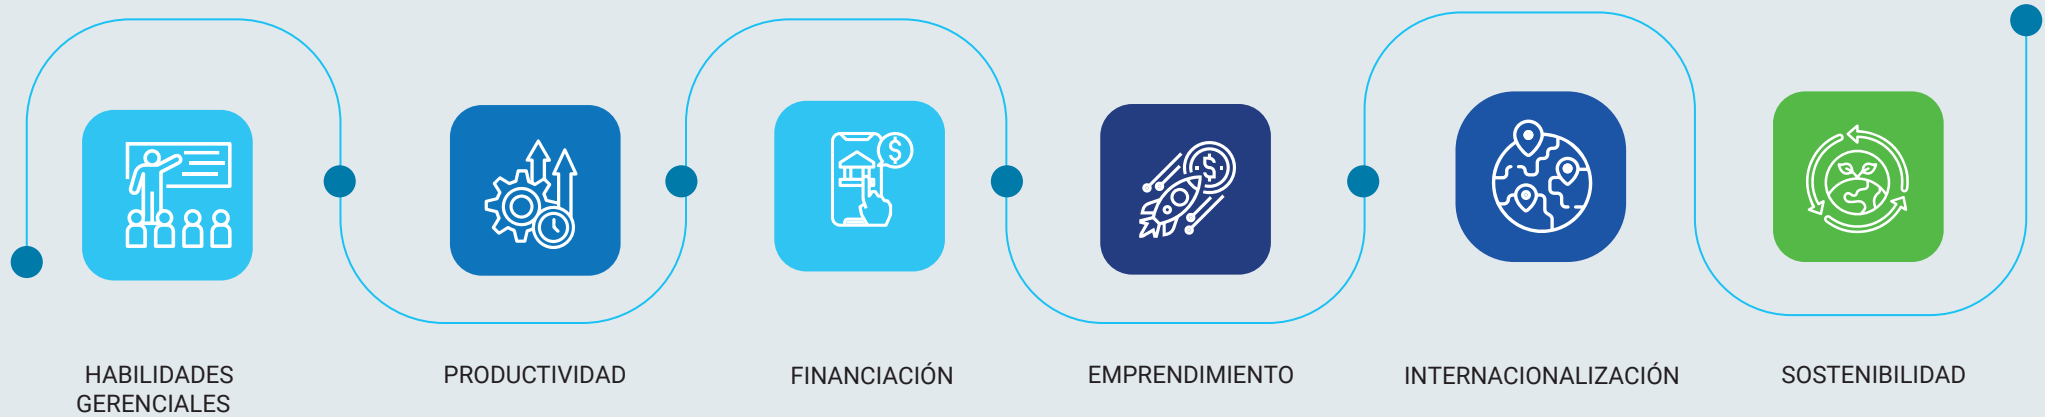 HABILIDADES
GERENCIALES
PRODUCTIVIDAD
FINANCIACIÓN
EMPRENDIMIENTO
INTERNACIONALIZACIÓN
SOSTENIBILIDAD
$
$